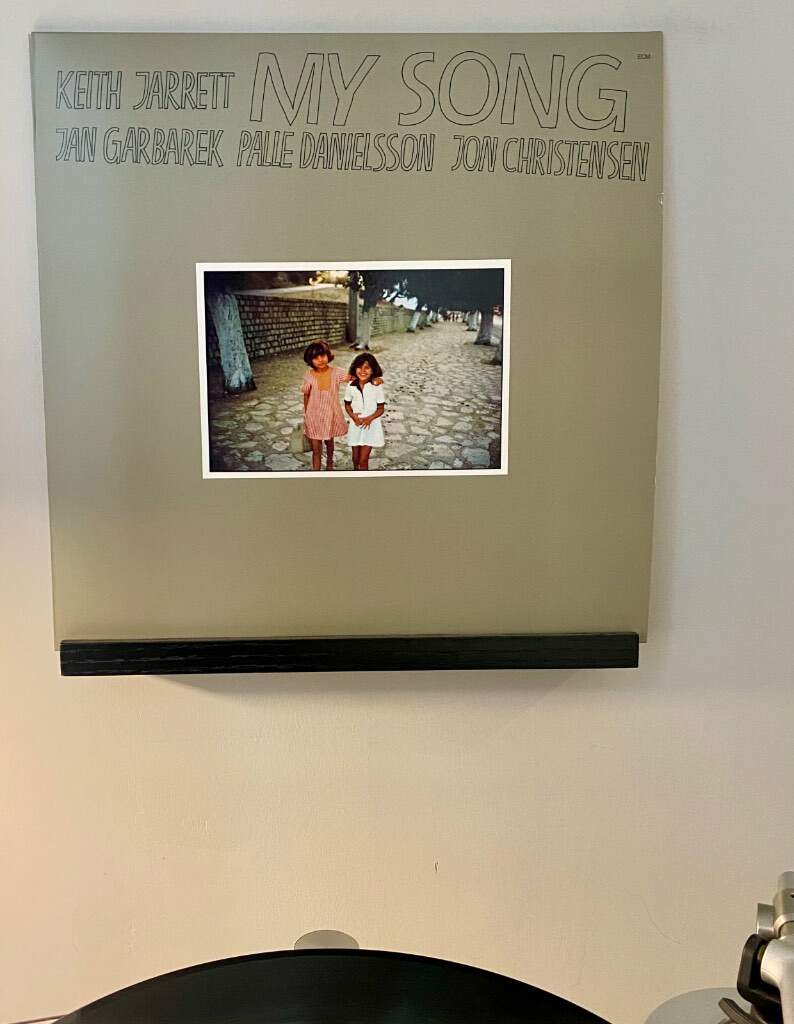 KEITH JARRETT MY SONG
ECM
JAN GARBAREK PALLE DANIELSSON JON CHRISTENSEN